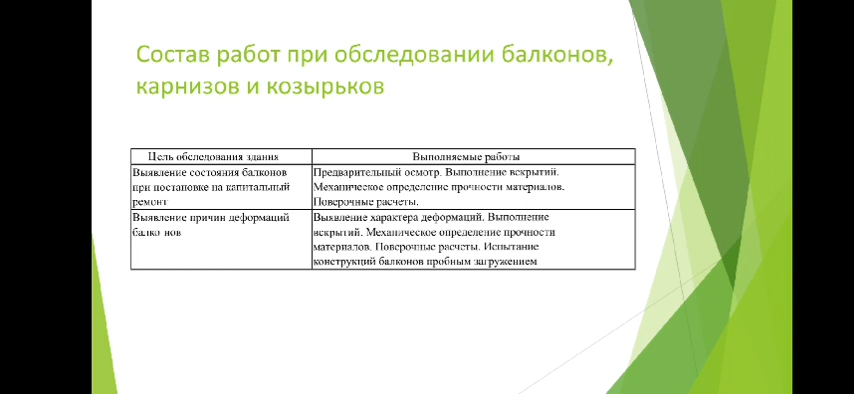 Состав работ при обследовании балконов,
карнизов и козырьков
Цель обследования здания
Выполняемые работы
Выявление состояния балконов
при постановке на капитальный
ремонт
Предварительный осмотр. Выполнение вскрытий.
Механическое определение прочности материалов.
Поверочные расчеты.
Выявление причин деформаций
балко нов
Выявление характера деформаций. Выполнение
вскрытий. Механическое определение прочности
материалов. Поверочные расчеты. Испытание
конструкций балконов пробным загружением